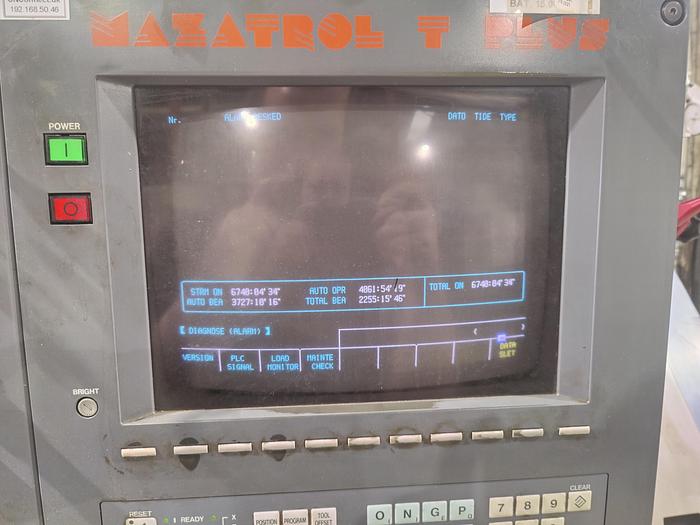 192.168.50.46
BAT
MAZATROL T PLUS
POWER
I
Nr. ALARM BESKED DATO TIDE TYPE
STRM ON 6740:04'34" AUTO OPR TOTAL ON 6740:04'34"
AUTO BEA 3727:10'16" TOTAL BEA 2255:15'46"
[ DIAGNOSE (ALARM) ]
< >
VERSION PLC SIGNAL LOAD MONITOR MAINTE CHECK DATA SLET
BRIGHT
CLEAR
RESET
I READY X
POSITION PROGRAM TOOL OFFSET
O N G P 7 8 9